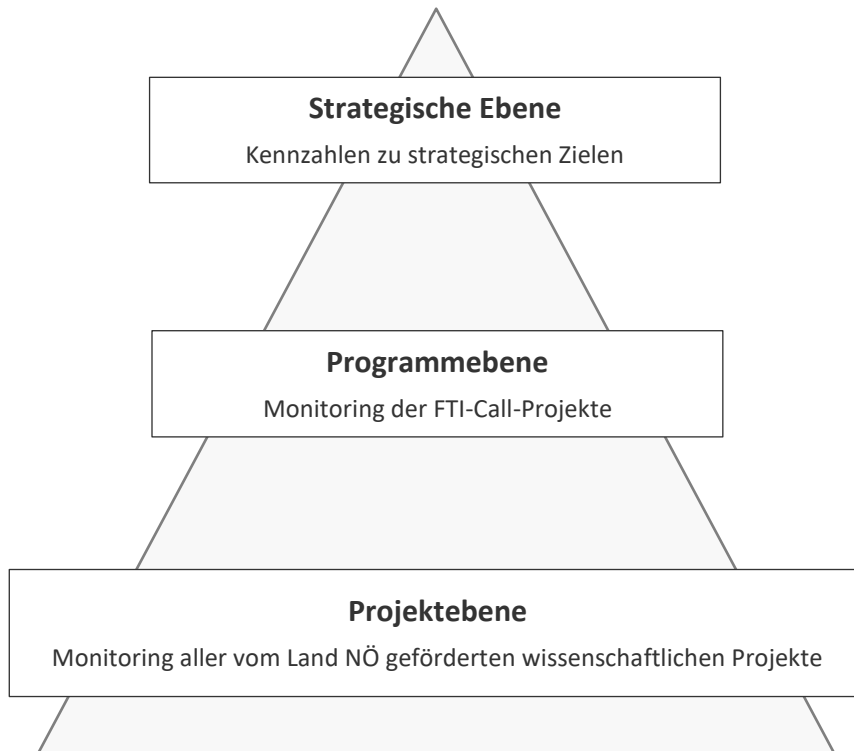 Strategische Ebene
Kennzahlen zu strategischen Zielen
Programmebene
Monitoring der FTI-Call-Projekte
Projektebene
Monitoring aller vom Land NÖ geförderten wissenschaftlichen Projekte